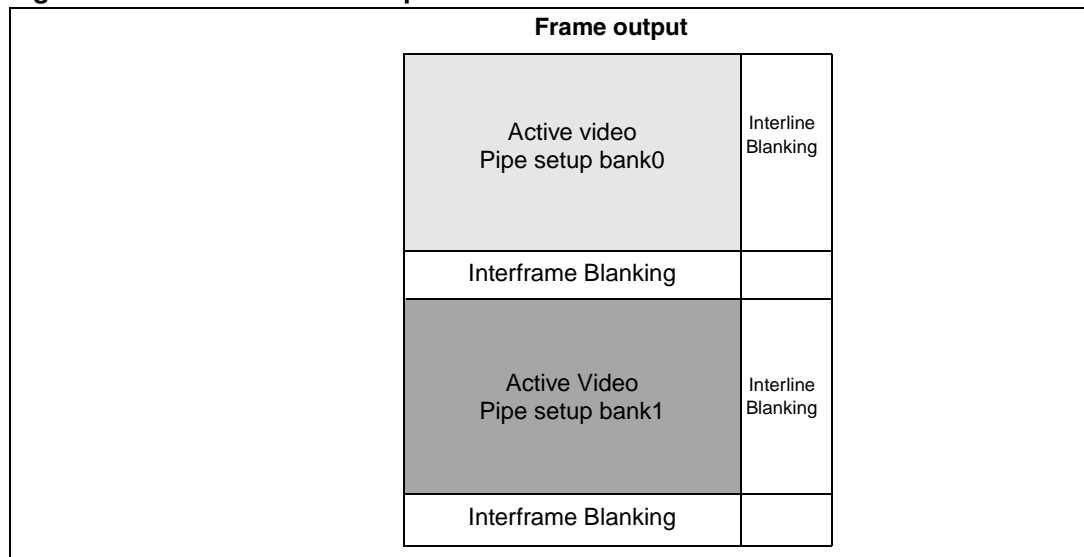 Frame output
Active video
Pipe setup bank0
Interline
Blanking
Interframe Blanking
Active Video
Pipe setup bank1
Interline
Blanking
Interframe Blanking